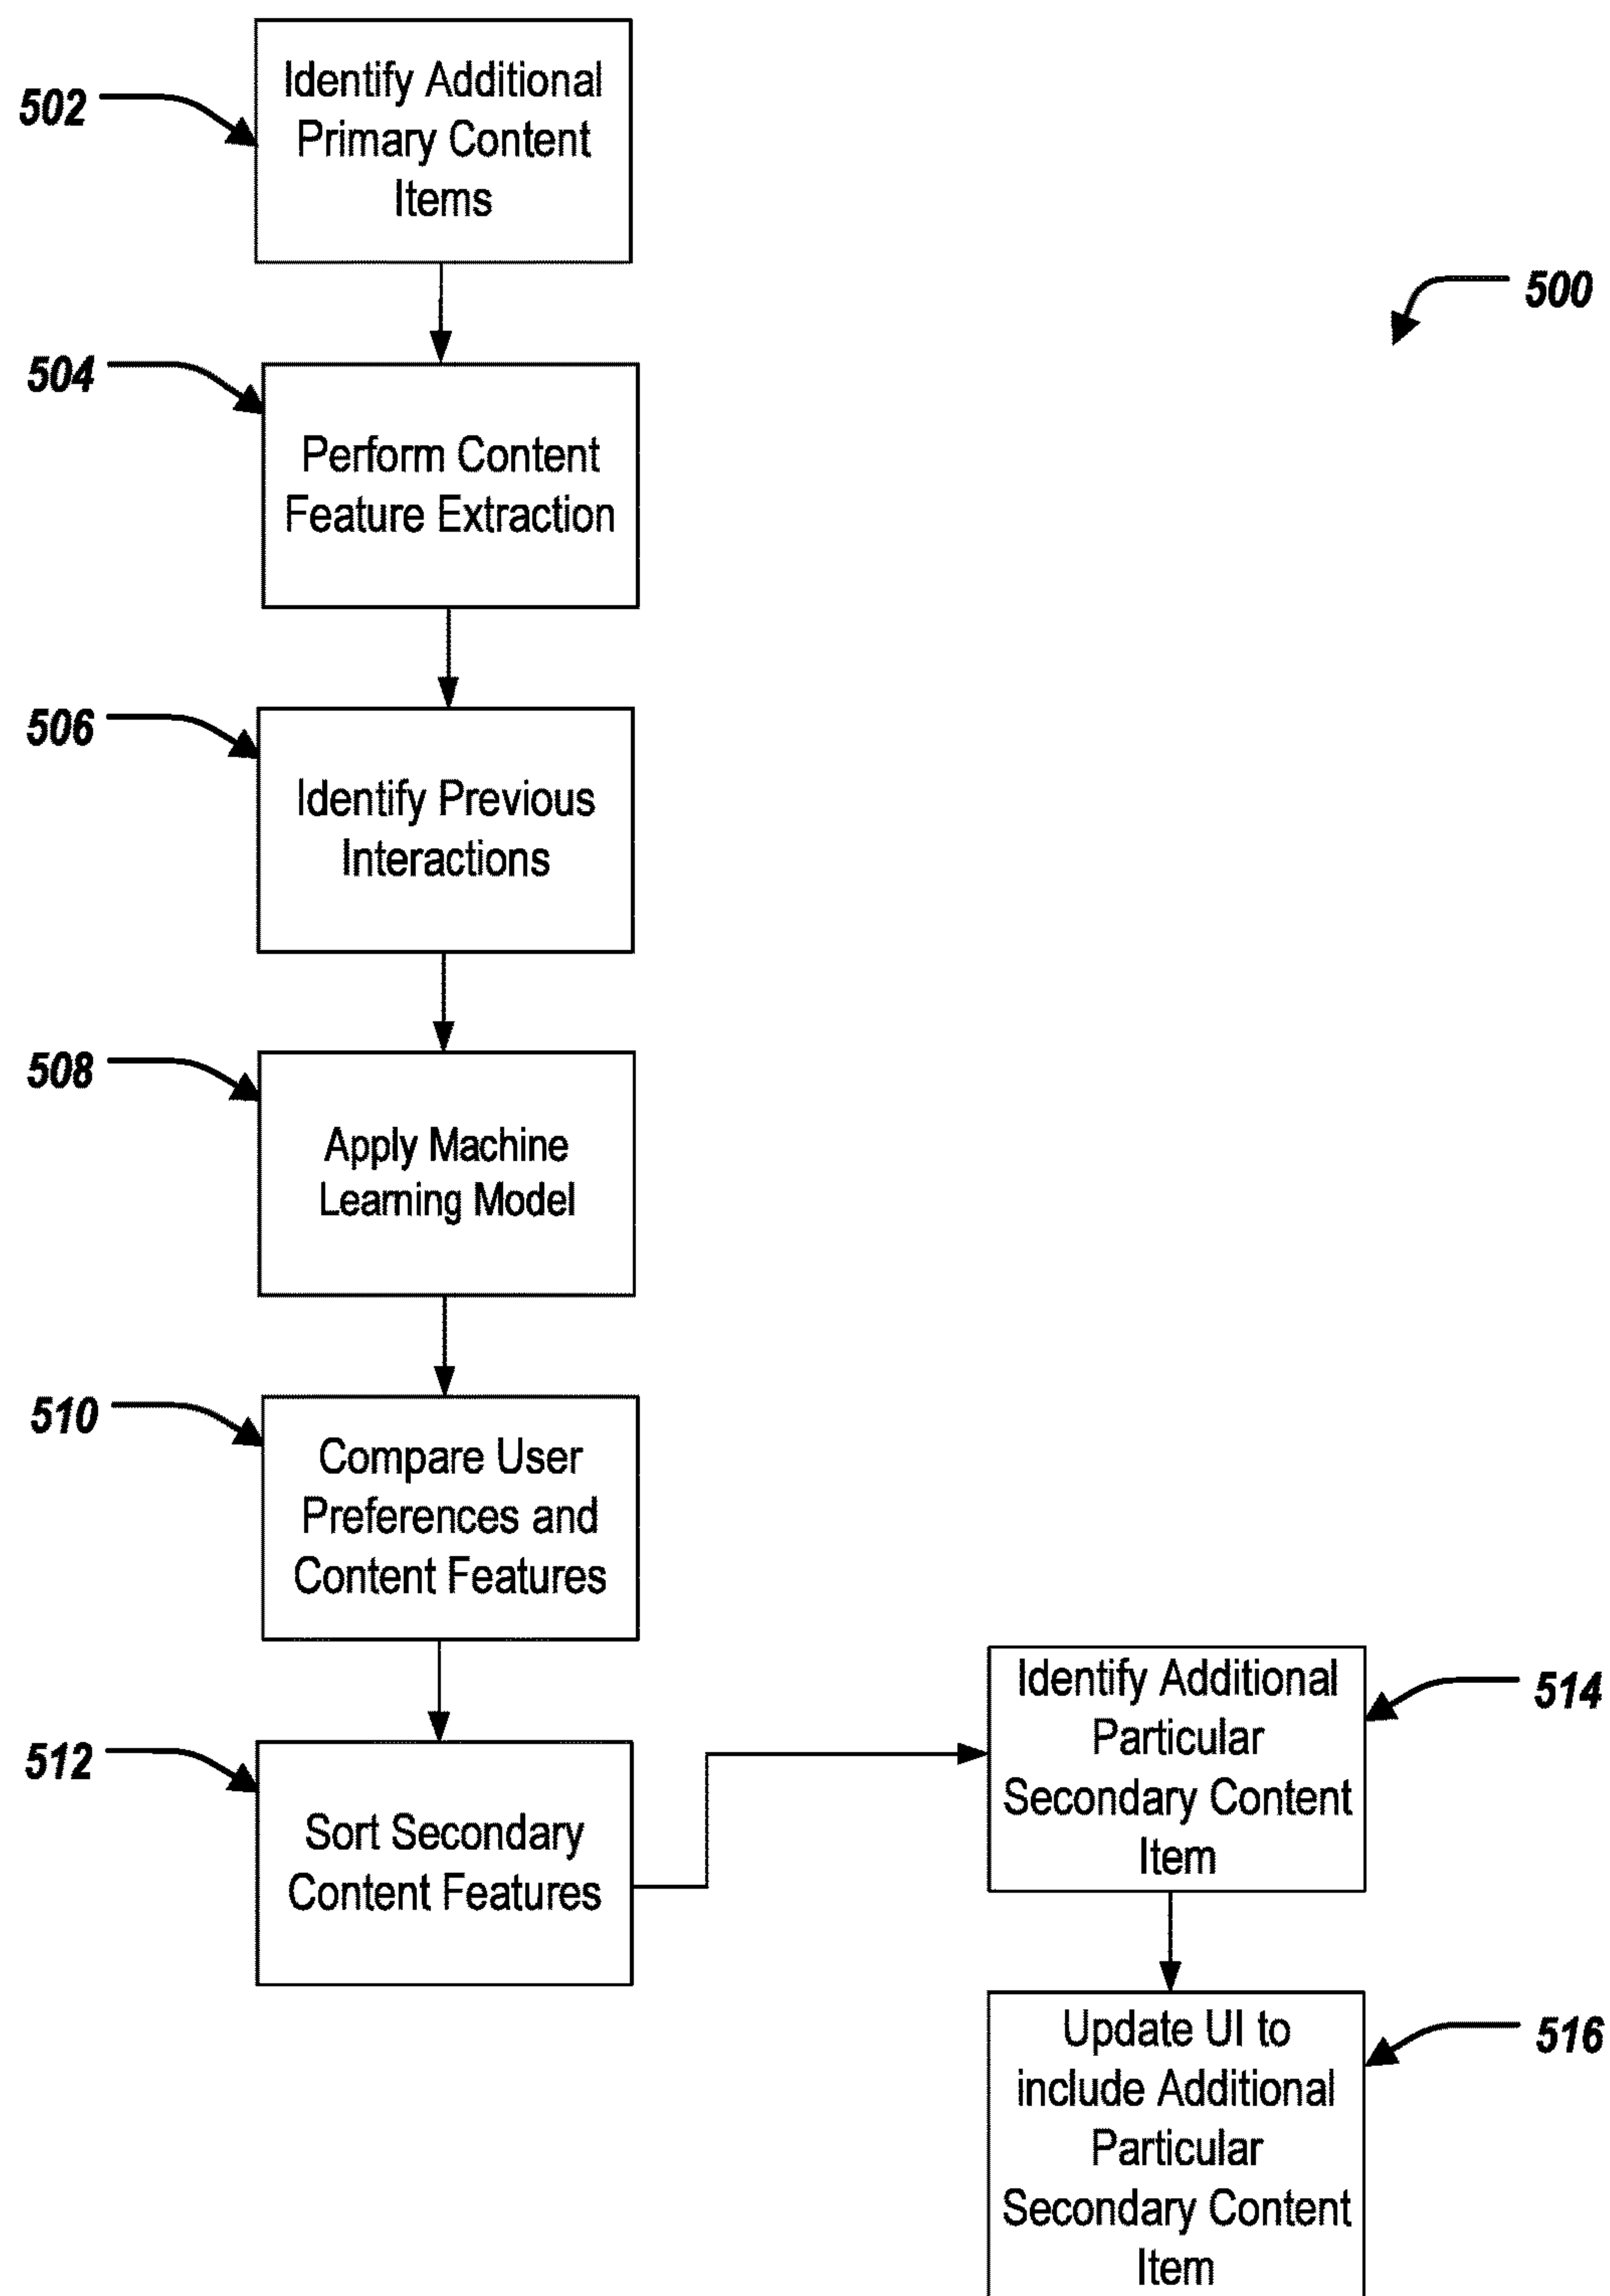 502
Identify Additional
Primary Content
Items
500
504
Perform Content
Feature Extraction
506
Identify Previous
Interactions
508
Apply Machine
Learning Model
510
Compare User
Preferences and
Content Features
512
Sort Secondary
Content Features
514
Identify Additional
Particular
Secondary Content
Item
516
Update UI to
include Additional
Particular
Secondary Content
Item